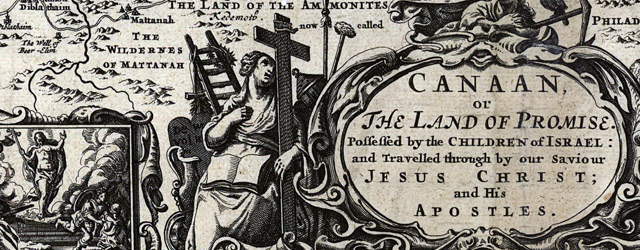 Diblathaim
Mattanah
THE LAND OF THE AMMONITES
Kedemoth.
now called
PHILAD
The Well of
Beer-Elim
THE
WILDERNES
OF MATTANAH
CANAAN,
or
THE LAND OF PROMISE.
Poſſeſſed by the CHILDREN of ISRAEL:
and Travelled through by our Saviour
JESUS CHRIST;
and His
APOSTLES.